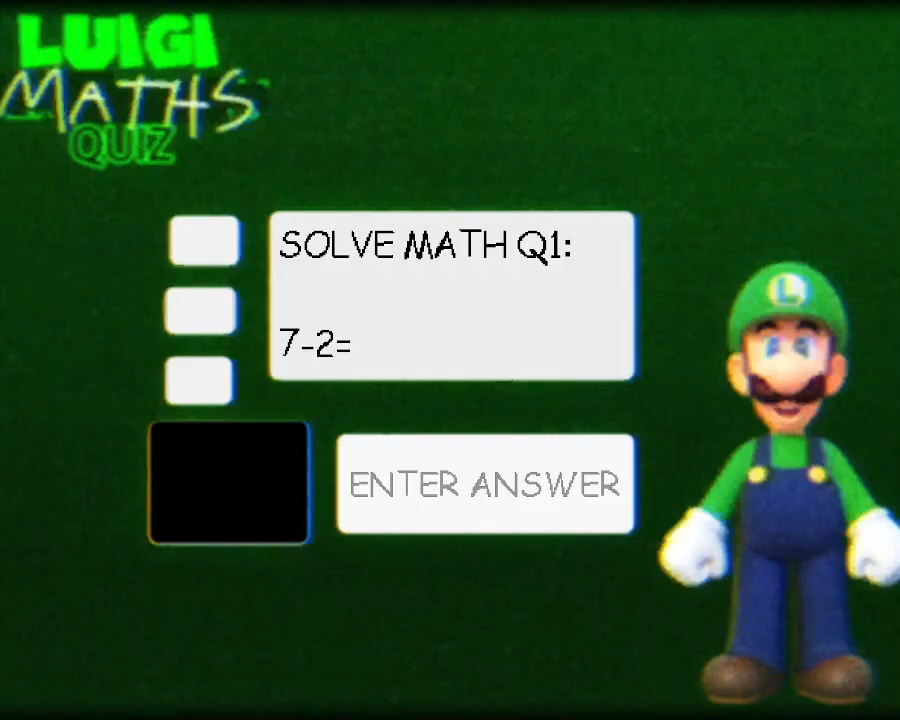 LUIGI
MATHS
QUIZ
SOLVE MATH Q1:
7-2=
ENTER ANSWER
L